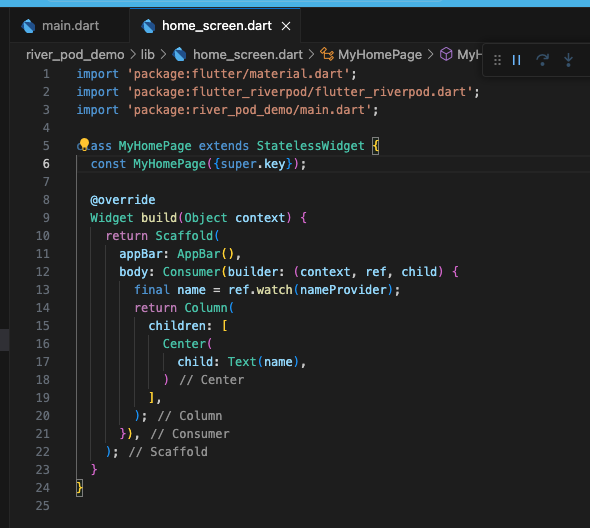 main.dart
home_screen.dart ×
river_pod_demo > lib > home_screen.dart > MyHomePage >
1 import 'package:flutter/material.dart';
2 import 'package:flutter_riverpod/flutter_riverpod.dart';
3 import 'package:river_pod_demo/main.dart';
4
5 class MyHomePage extends StatelessWidget {
6   const MyHomePage({super.key});
7
8   @override
9   Widget build(Object context) {
10     return Scaffold(
11       appBar: AppBar(),
12       body: Consumer(builder: (context, ref, child) {
13         final name = ref.watch(nameProvider);
14         return Column(
15           children: [
16             Center(
17               child: Text(name),
18             ) // Center
19           ],
20         ); // Column
21       }), // Consumer
22     ); // Scaffold
23   }
24 }
25